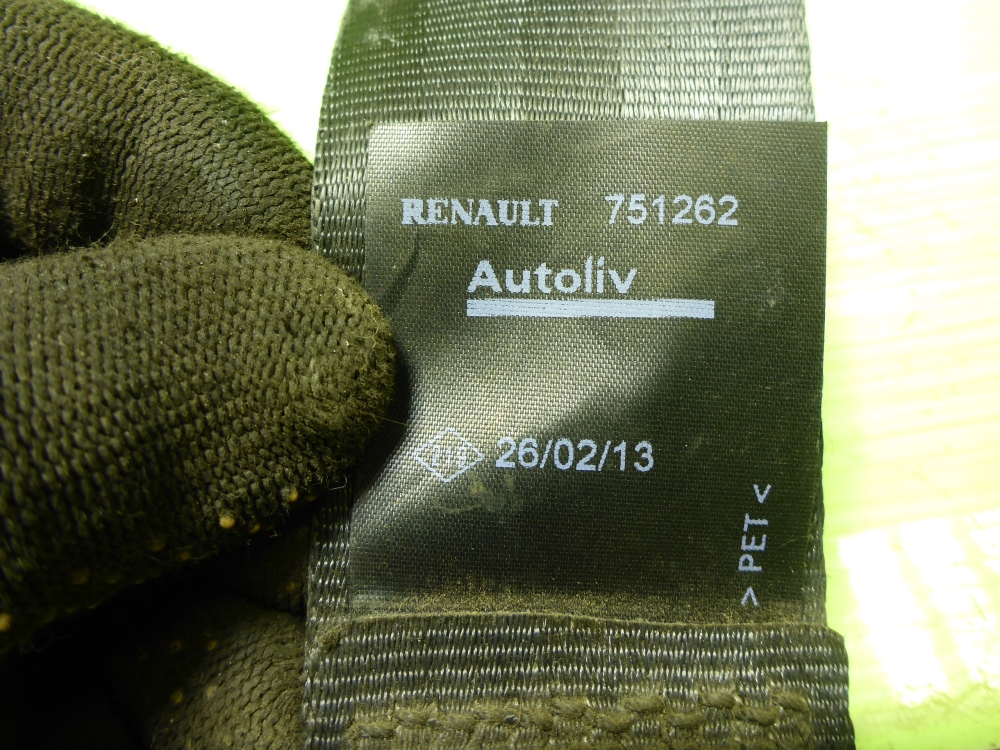 RENAULT 751262
Autoliv
26/02/13
> PET <